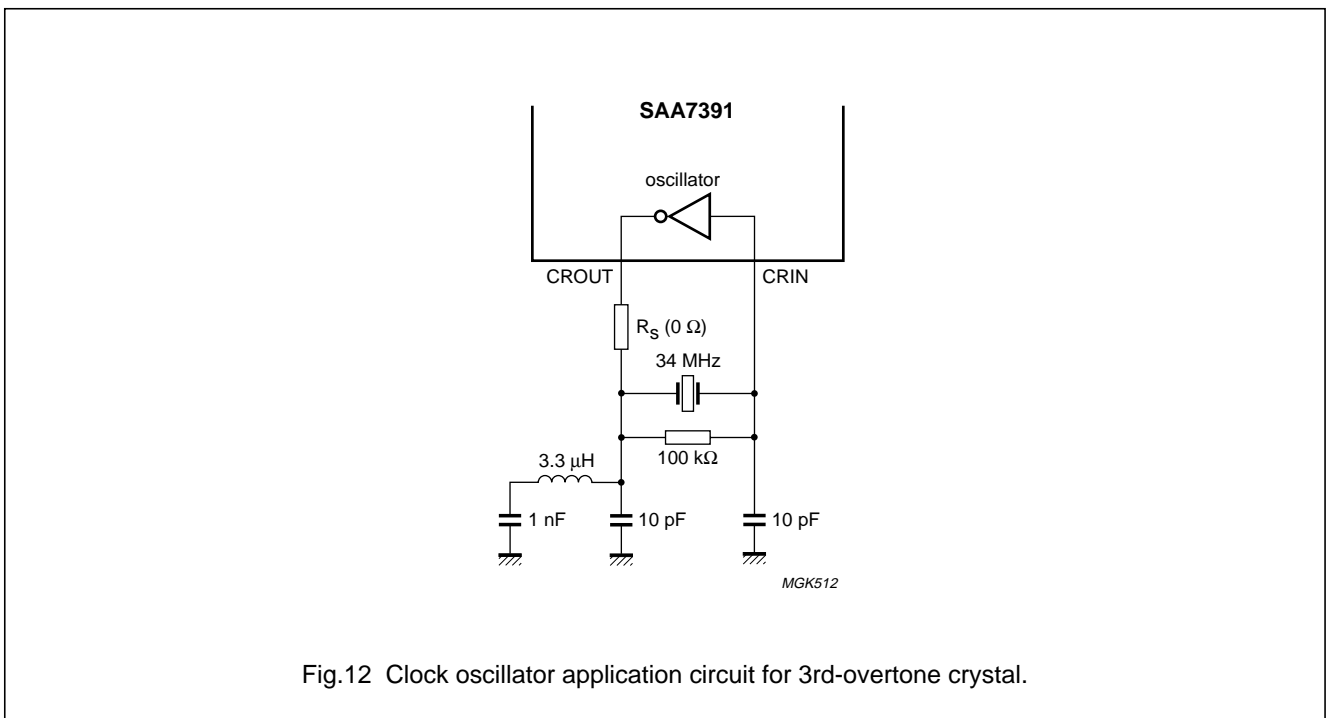 SAA7391
oscillator
CROUT
CRIN
RS (0 Ω)
34 MHz
100 kΩ
3.3 μH
1 nF
10 pF
10 pF
MGK512
Fig.12 Clock oscillator application circuit for 3rd-overtone crystal.